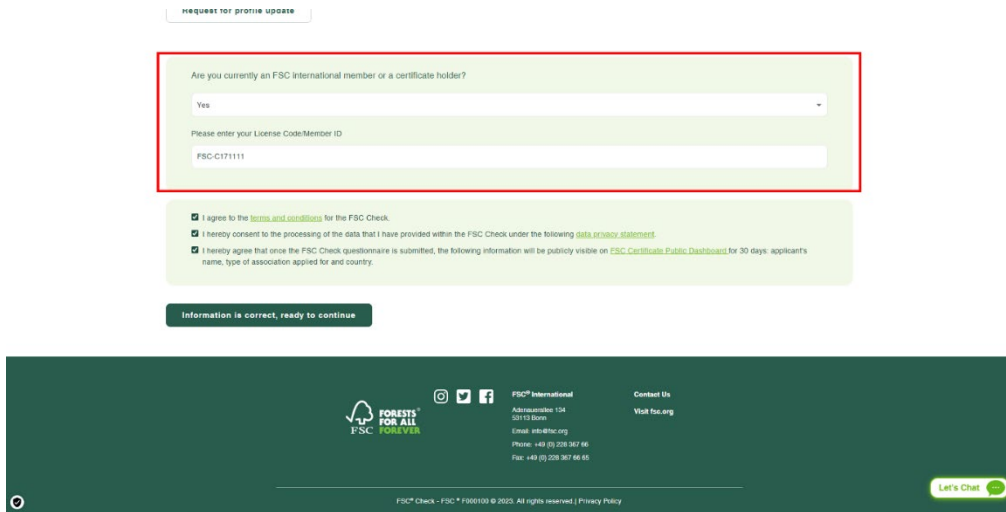 Request for profile update
Are you currently an FSC international member or a certificate holder?
Yes
Please enter your License Code/Member ID
FSC-C171111
I agree to the terms and conditions for the FSC Check.
I hereby consent to the processing of the data that I have provided within the FSC Check under the following data privacy statement.
I hereby agree that once the FSC Check questionnaire is submitted, the following information will be publicly visible on FSC Certificate Public Dashboard for 30 days: applicant's
name, type of association applied for and country.
Information is correct, ready to continue
FSC
FORESTS
FOR ALL
FOREVER
FSC® International
Adenauerallee 134
53113 Bonn
Email: info@fsc.org
Phone: +49 (0) 228 367 66
Fax: +49 (0) 228 367 66 65
Contact Us
Visit fsc.org
FSC® Check - FSC ® F000100 © 2023. All rights reserved.| Privacy Policy
Let's Chat